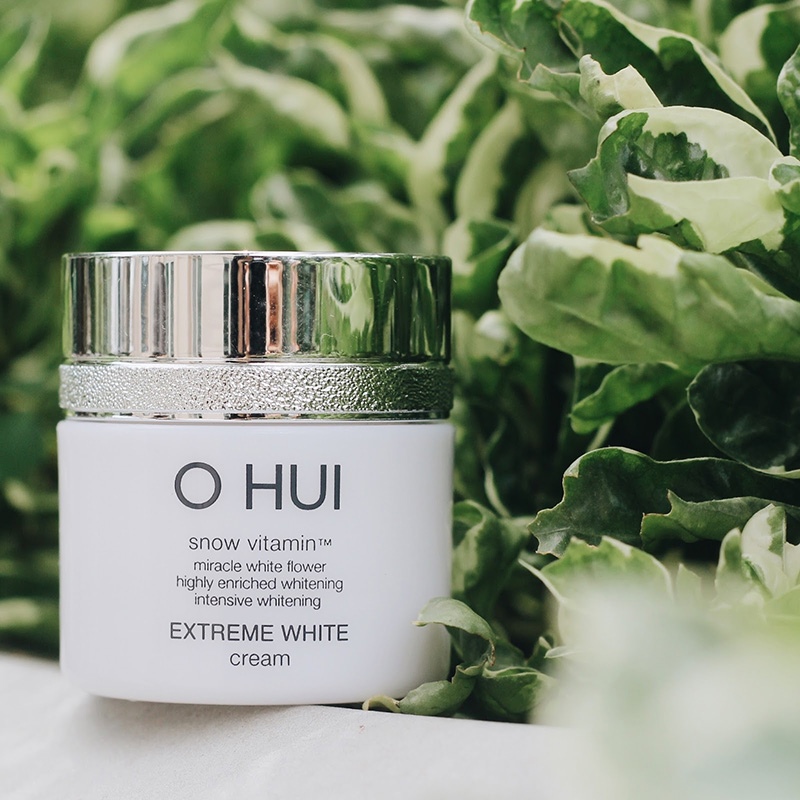 O HUI
snow vitamin™
miracle white flower
highly enriched whitening
intensive whitening
EXTREME WHITE
cream